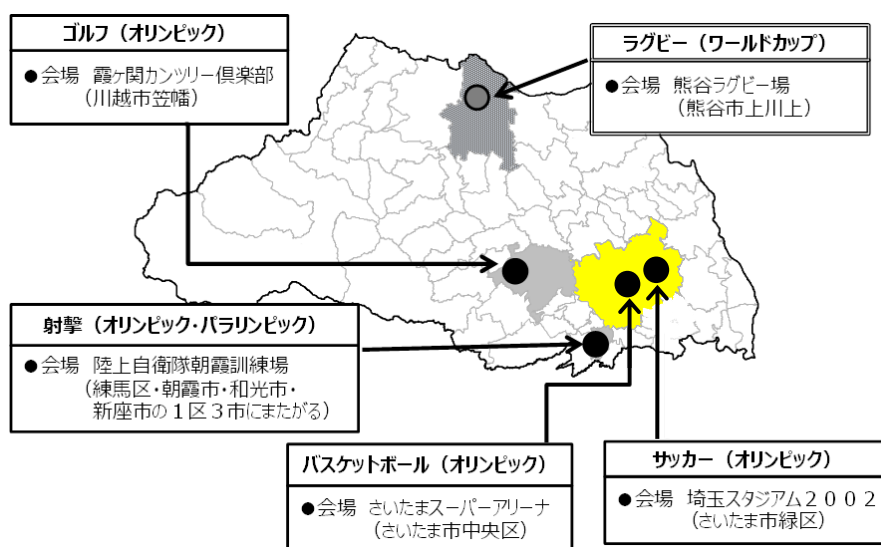 ゴルフ（オリンピック）
●会場 霞ヶ関カンツリー倶楽部
（川越市笠幡）
ラグビー（ワールドカップ）
●会場 熊谷ラグビー場
（熊谷市上川上）
射撃（オリンピック・パラリンピック）
●会場 陸上自衛隊朝霞訓練場
（練馬区・朝霞市・和光市・
新座市の１区３市にまたがる）
バスケットボール（オリンピック）
●会場 さいたまスーパーアリーナ
（さいたま市中央区）
サッカー（オリンピック）
●会場 埼玉スタジアム２００２
（さいたま市緑区）